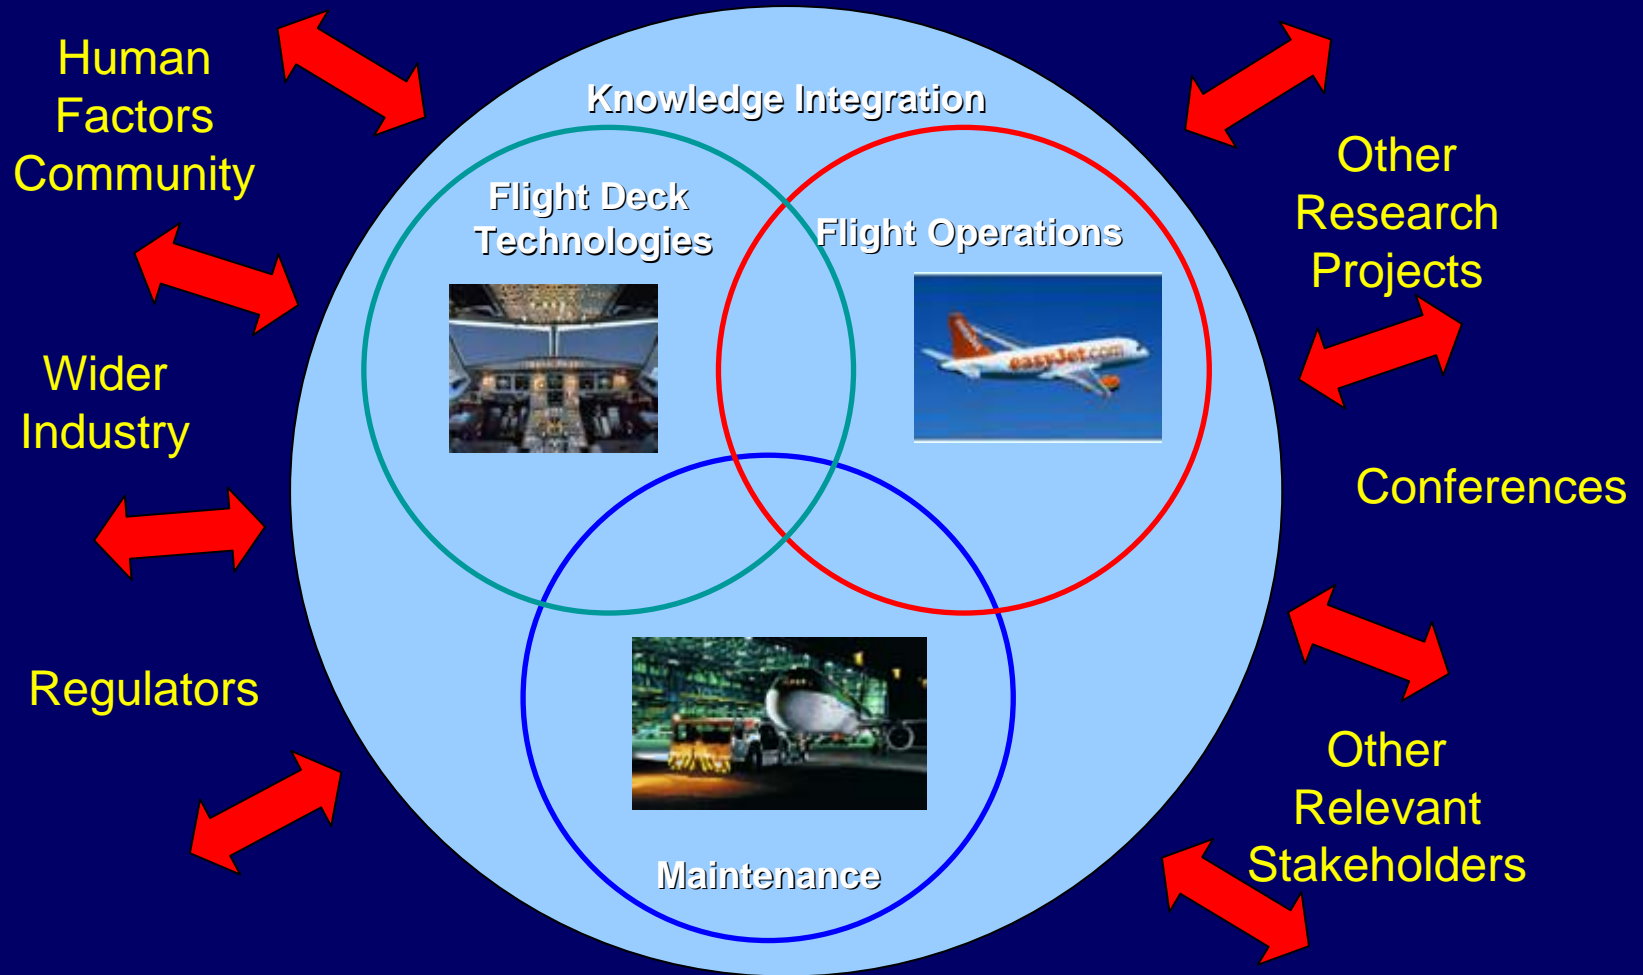 Human
Factors
Community
Wider
Industry
Regulators
Knowledge Integration
Flight Deck
Technologies
Flight Operations
easyJet.com
Maintenance
Other
Research
Projects
Conferences
Other
Relevant
Stakeholders